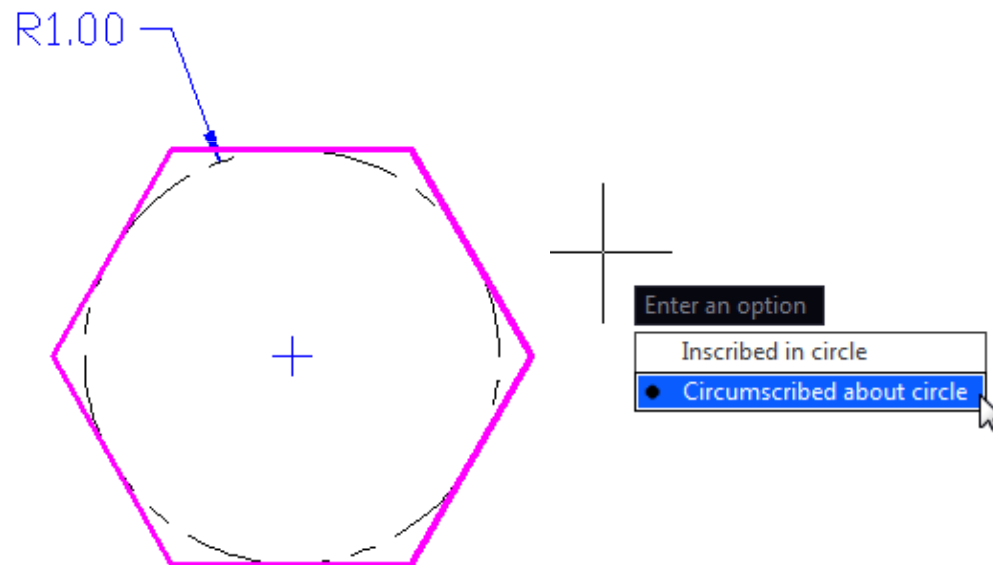 R1.00
Enter an option
Inscribed in circle
Circumscribed about circle